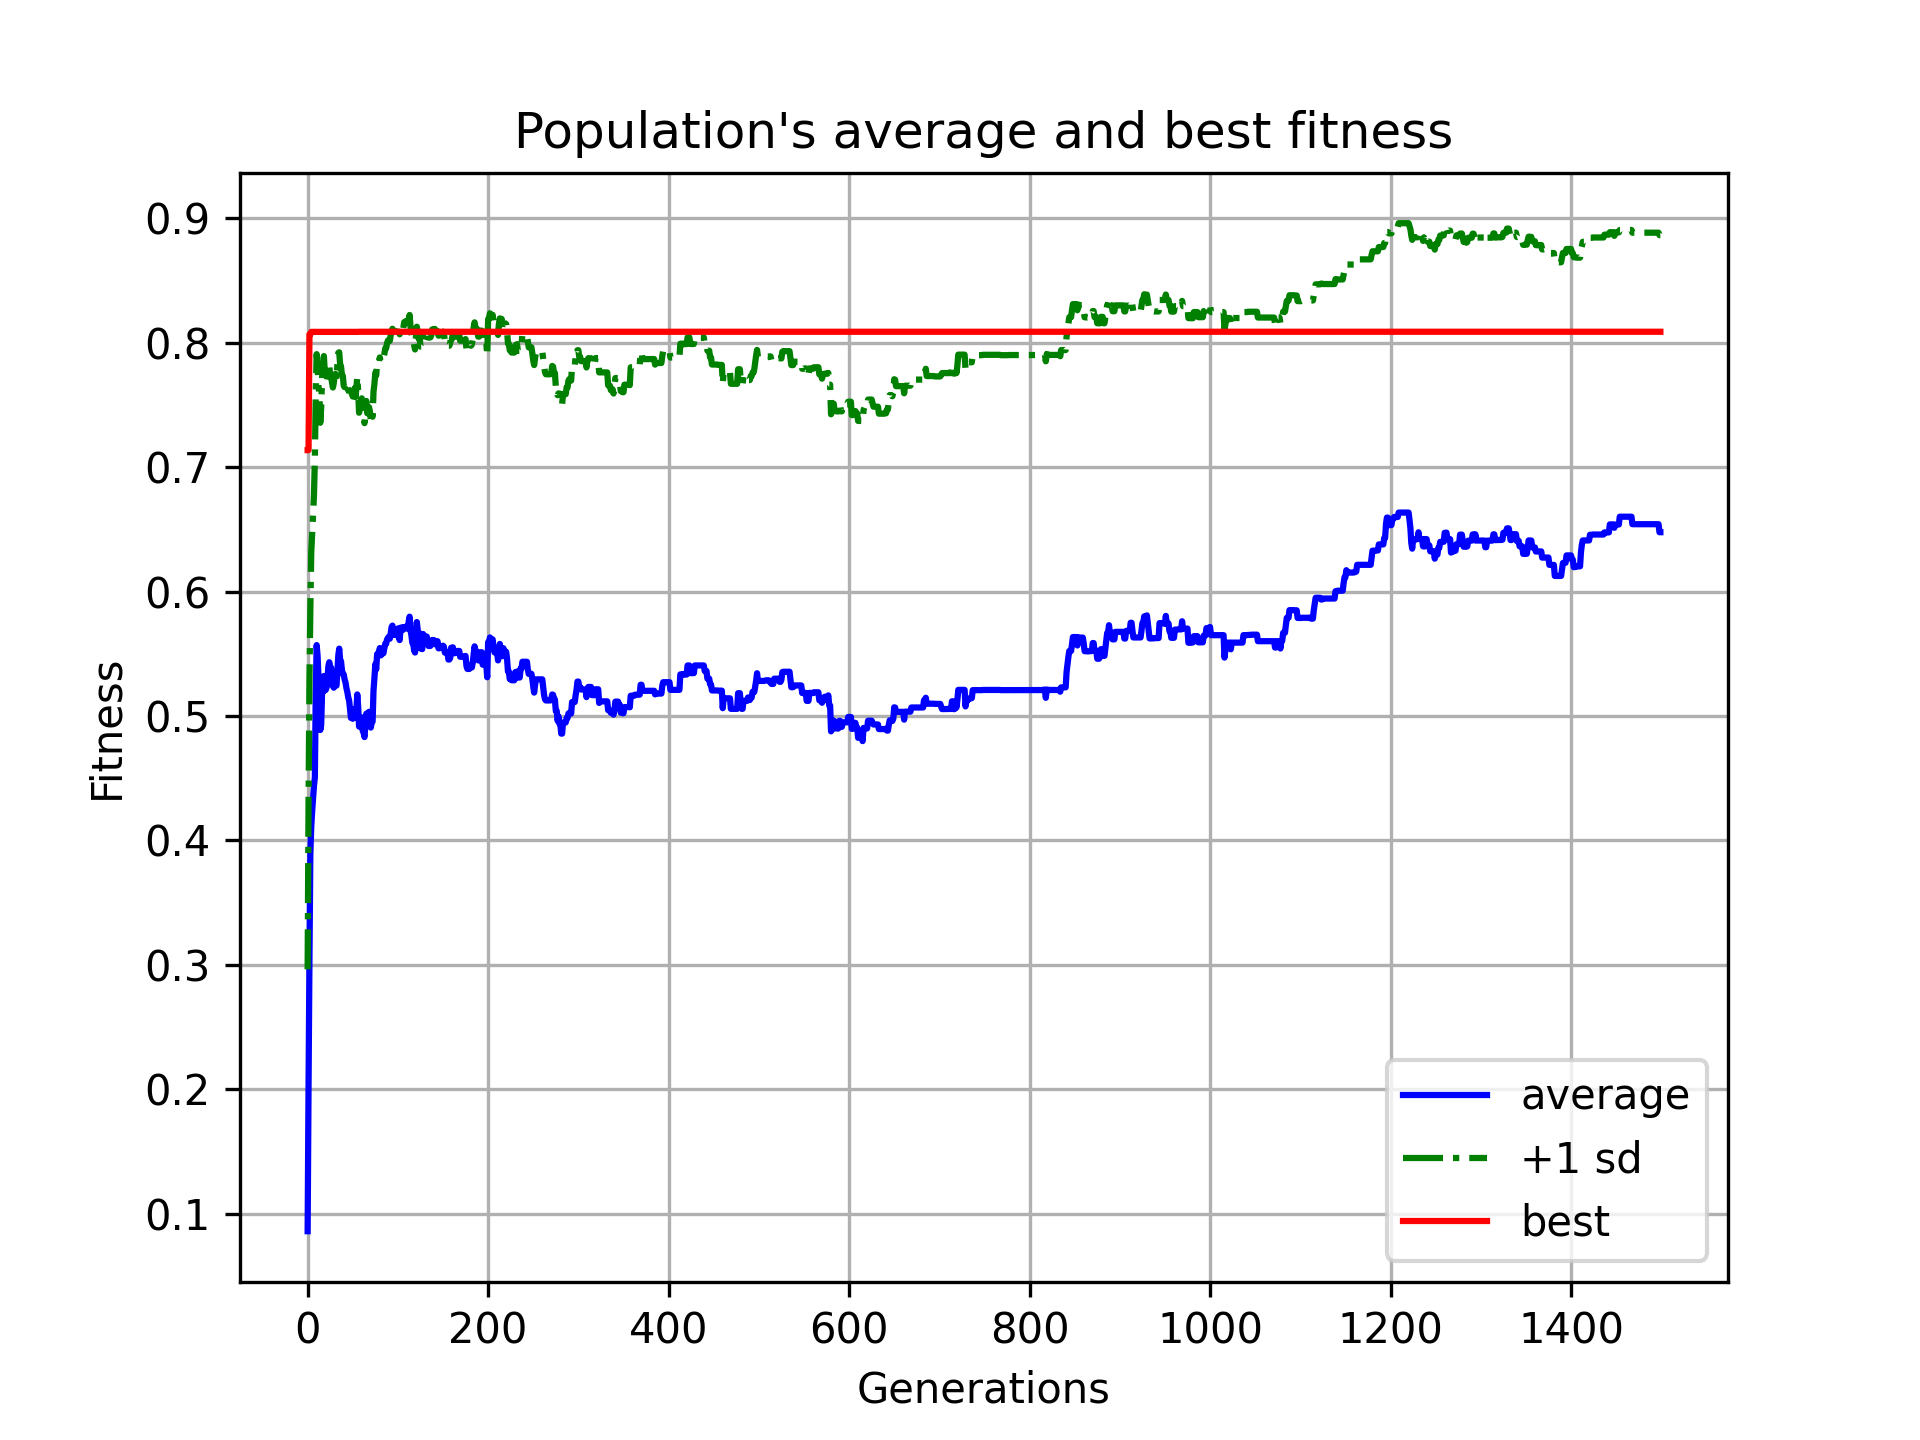 Population's average and best fitness
Fitness
0.9
0.8
0.7
0.6
0.5
0.4
0.3
0.2
0.1
0 200 400 600 800 1000 1200 1400
Generations
average
+1 sd
best